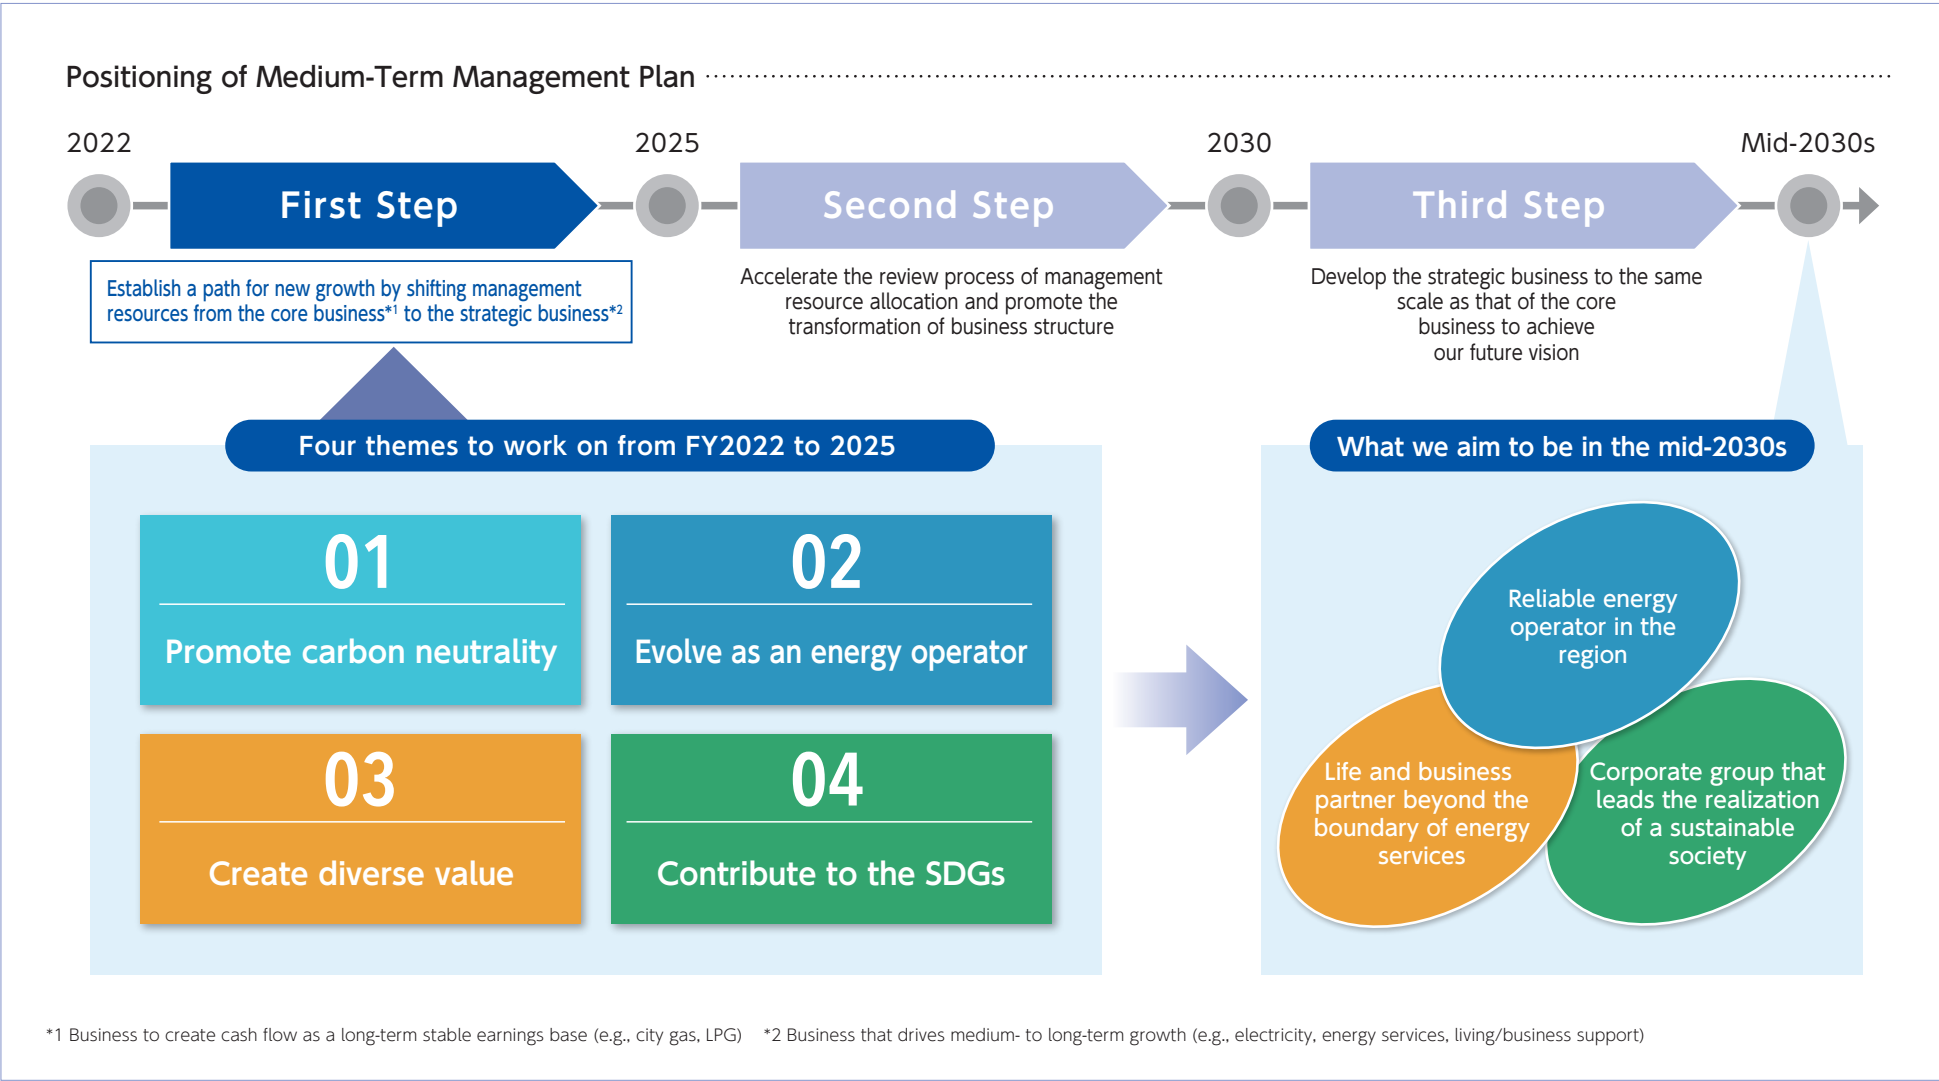 Positioning of Medium-Term Management Plan
2022
2025
2030
Mid-2030s
First Step
Second Step
Third Step
Establish a path for new growth by shifting management
resources from the core business*1 to the strategic business*2
Accelerate the review process of management
resource allocation and promote the
transformation of business structure
Develop the strategic business to the same
scale as that of the core
business to achieve
our future vision
Four themes to work on from FY2022 to 2025
01
Promote carbon neutrality
02
Evolve as an energy operator
03
Create diverse value
04
Contribute to the SDGs
What we aim to be in the mid-2030s
Reliable energy
operator in the
region
Life and business
partner beyond the
boundary of energy
services
Corporate group that
leads the realization
of a sustainable
society
*1 Business to create cash flow as a long-term stable earnings base (e.g., city gas, LPG) *2 Business that drives medium- to long-term growth (e.g., electricity, energy services, living/business support)